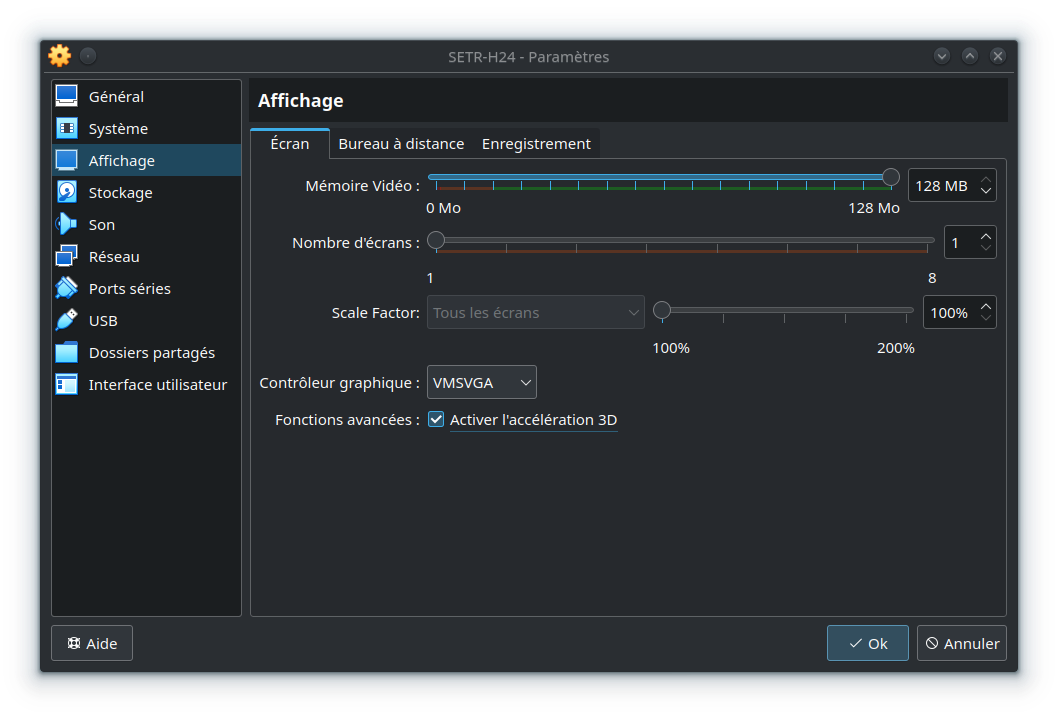 SETR-H24 - Paramètres
Général
Système
Affichage
Stockage
Son
Réseau
Ports séries
USB
Dossiers partagés
Interface utilisateur
Affichage
Écran Bureau à distance Enregistrement
Mémoire Vidéo : 128 MB
0 Mo 128 Mo
Nombre d'écrans : 1
1 8
Scale Factor: Tous les écrans 100%
100% 200%
Contrôleur graphique : VMSVGA
Fonctions avancées : Activer l'accélération 3D
Aide Ok Annuler